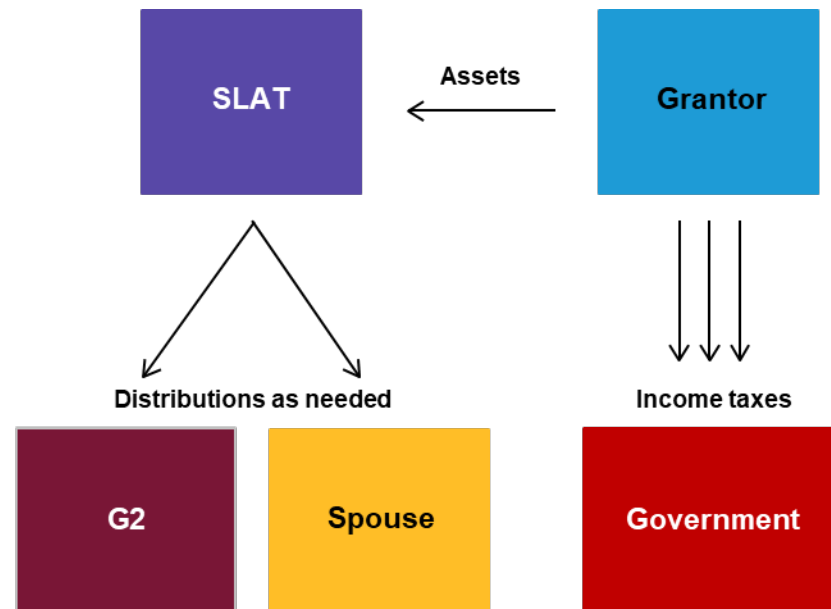 SLAT
Assets
Grantor
Distributions as needed
Income taxes
G2
Spouse
Government